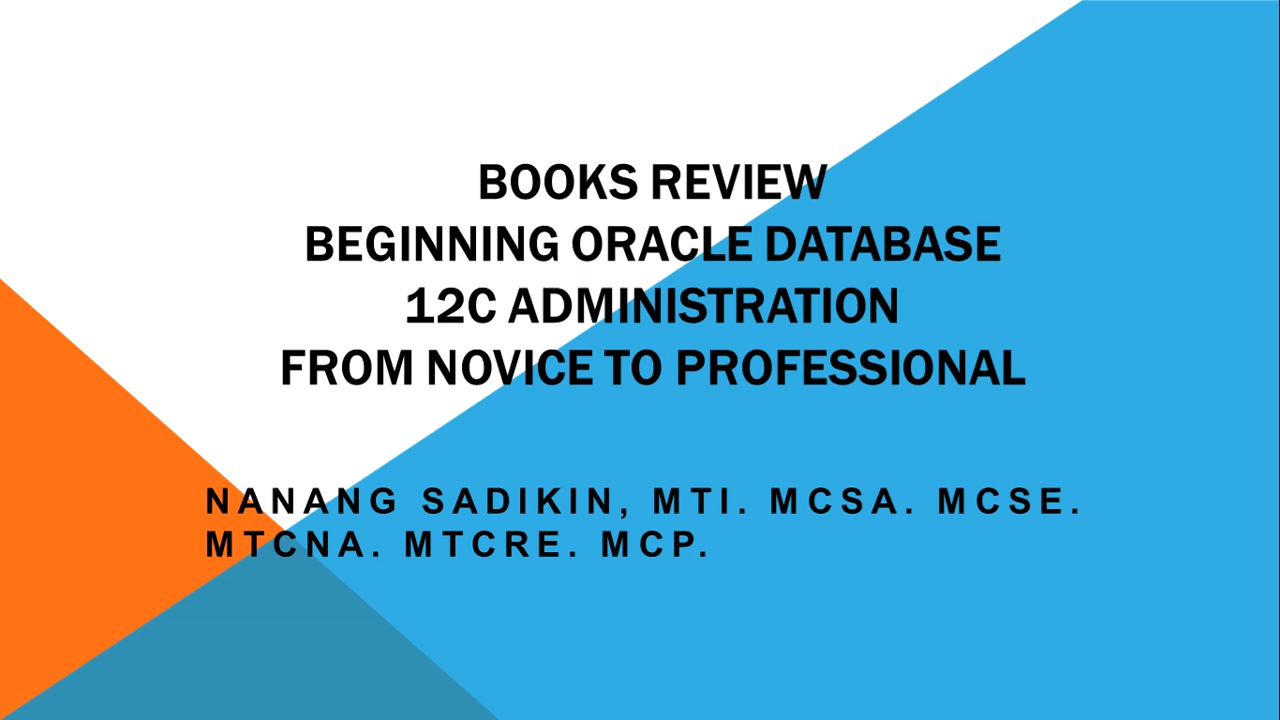 BOOKS REVIEW
BEGINNING ORACLE DATABASE
12C ADMINISTRATION
FROM NOVICE TO PROFESSIONAL
NANANG SADIKIN, MTI. MCSA. MCSE.
MTCNA. MTCRE. MCP.